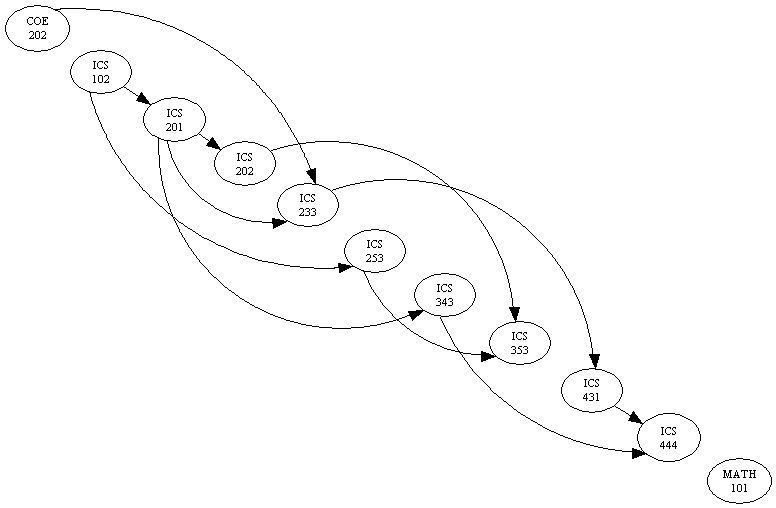 COE
202
ICS
102
ICS
201
ICS
202
ICS
233
ICS
253
ICS
343
ICS
353
ICS
431
ICS
444
MATH
101